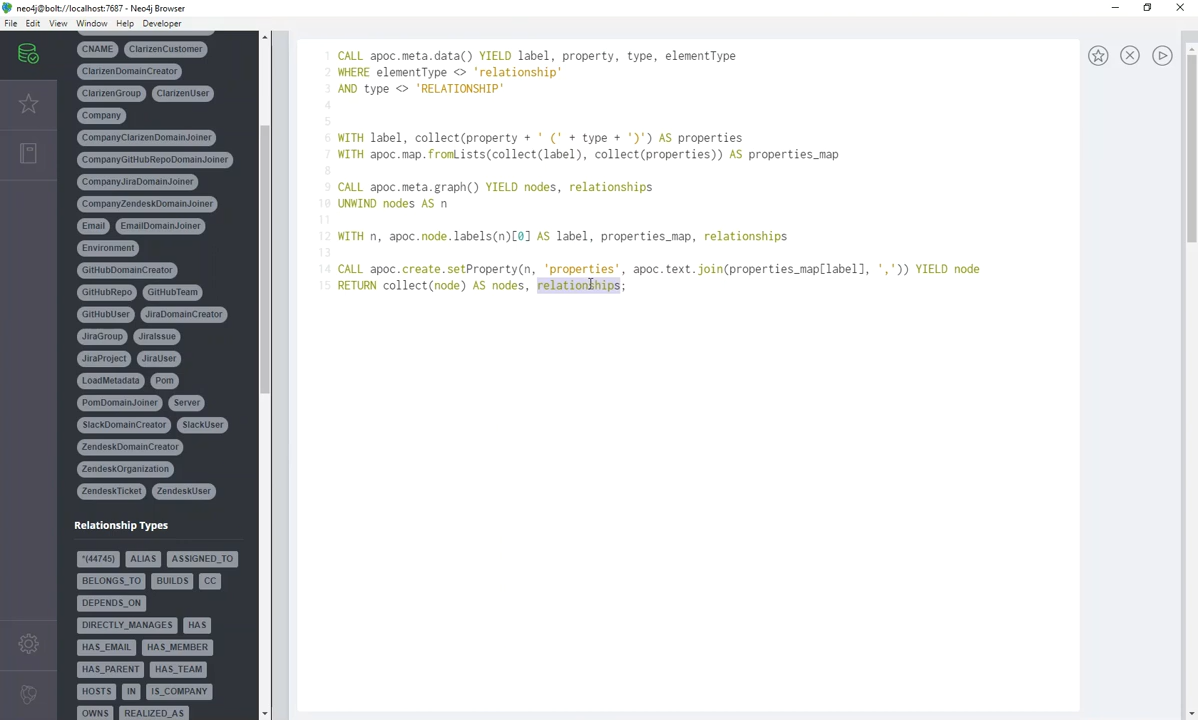 neo4j@bolt://localhost:7687 - Neo4j Browser
File Edit View Window Help Developer
CNAME ClarizenCustomer
ClarizenDomainCreator
ClarizenGroup ClarizenUser
Company
CompanyClarizenDomainJoiner
CompanyGitHubRepoDomainJoiner
CompanyJiraDomainJoiner
CompanyZendeskDomainJoiner
Email EmailDomainJoiner
Environment
GitHubDomainCreator
GitHubRepo GitHubTeam
GitHubUser JiraDomainCreator
JiraGroup JiraIssue
JiraProject JiraUser
LoadMetadata Pom
PomDomainJoiner Server
SlackDomainCreator SlackUser
ZendeskDomainCreator
ZendeskOrganization
ZendeskTicket ZendeskUser
Relationship Types
*(44745) ALIAS ASSIGNED_TO
BELONGS_TO BUILDS CC
DEPENDS_ON
DIRECTLY_MANAGES HAS
HAS_EMAIL HAS_MEMBER
HAS_PARENT HAS_TEAM
HOSTS IN IS_COMPANY
OWNS REALIZED_AS
1 CALL apoc.meta.data() YIELD label, property, type, elementType
2 WHERE elementType <> 'relationship'
3 AND type <> 'RELATIONSHIP'
4
5
6 WITH label, collect(property + ' (' + type + ')') AS properties
7 WITH apoc.map.fromLists(collect(label), collect(properties)) AS properties_map
8
9 CALL apoc.meta.graph() YIELD nodes, relationships
10 UNWIND nodes AS n
11
12 WITH n, apoc.node.labels(n)[0] AS label, properties_map, relationships
13
14 CALL apoc.create.setProperty(n, 'properties', apoc.text.join(properties_map[label], ',')) YIELD node
15 RETURN collect(node) AS nodes, relationships;